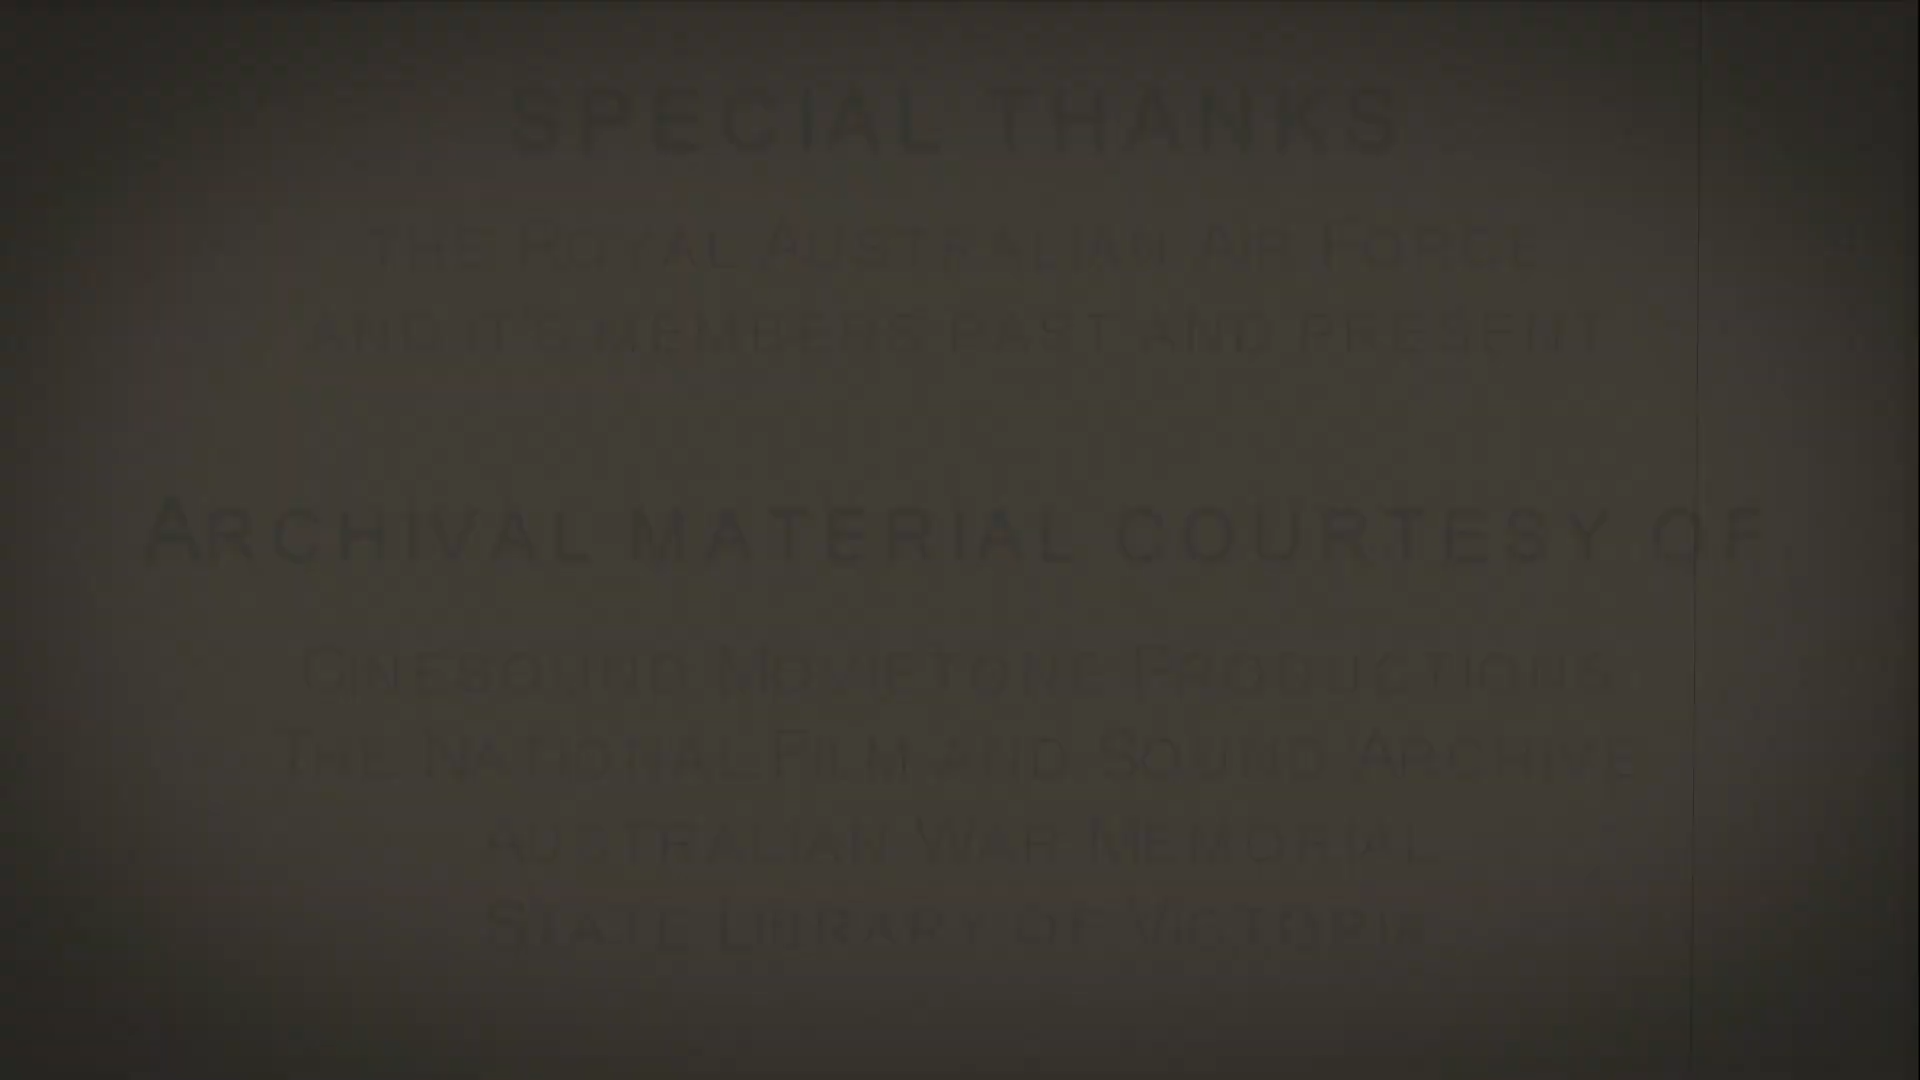 SPECIAL THANKS
THE ROYAL AUSTRALIAN AIR FORCE
AND IT'S MEMBERS PAST AND PRESENT
ARCHIVAL MATERIAL COURTESY OF
CINESOUND MOVIETONE PRODUCTIONS
THE NATIONAL FILM AND SOUND ARCHIVE
AUSTRALIAN WAR MEMORIAL
STATE LIBRARY OF VICTORIA